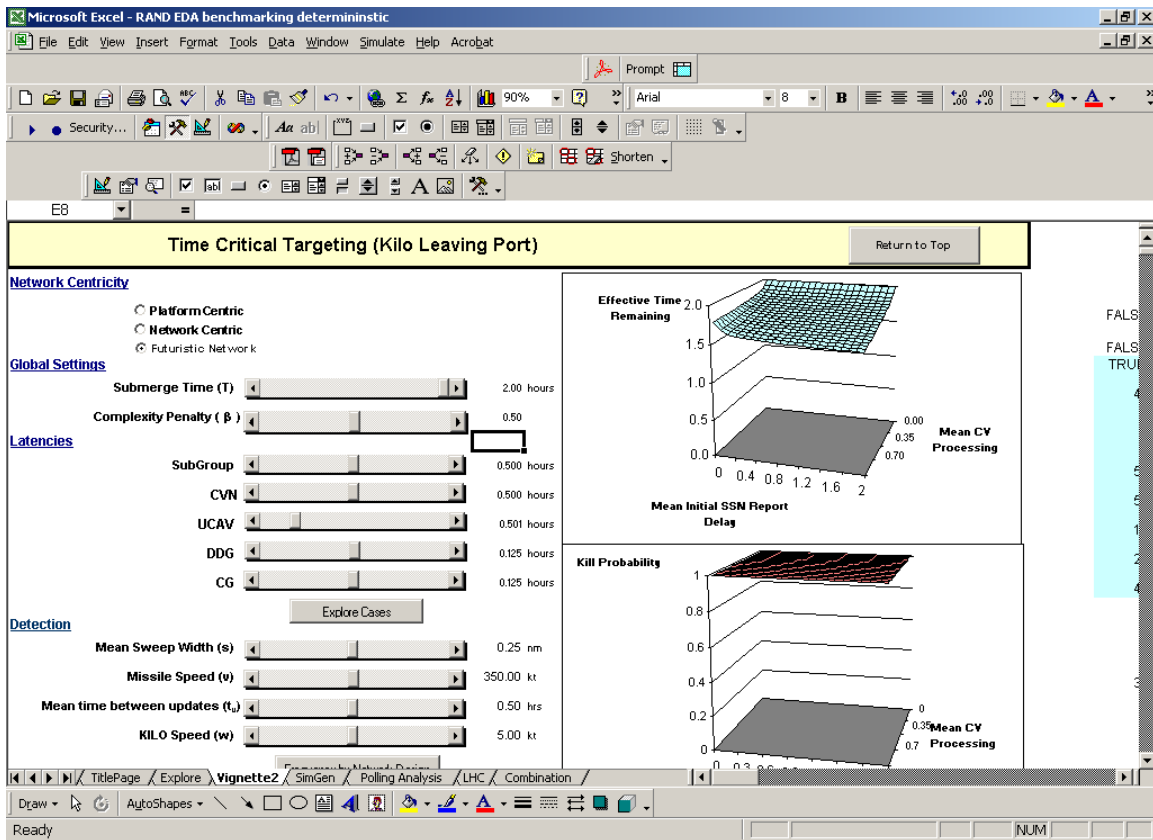 Microsoft Excel - RAND EDA benchmarking determininstic
File Edit View Insert Format Tools Data Window Simulate Help Acrobat
Prompt
90% Arial 8 B
Security...
Shorten
E8 =
Time Critical Targeting (Kilo Leaving Port)
Return to Top
Network Centricity
Platform Centric
Network Centric
Futuristic Network
Global Settings
Submerge Time (T) 2.00 hours
Complexity Penalty ( β ) 0.50
Latencies
SubGroup 0.500 hours
CVN 0.500 hours
UCAV 0.501 hours
DDG 0.125 hours
CG 0.125 hours
Explore Cases
Detection
Mean Sweep Width (s) 0.25 nm
Missile Speed (v) 350.00 kt
Mean time between updates (tu) 0.50 hrs
KILO Speed (w) 5.00 kt
Effective Time Remaining
2.0
1.5
1.0
0.5
0.0
0 0.4 0.8 1.2 1.6 2
Mean Initial SSN Report Delay
0.00
0.35
0.70
Mean CV Processing
Kill Probability
1
0.8
0.6
0.4
0.2
0
0
0.35
0.7
Mean CV Processing
FALS
FALS
TRU
4
5
5
1
2
4
3
TitlePage Explore Vignette2 SimGen Polling Analysis LHC Combination
Draw AutoShapes
Ready NUM